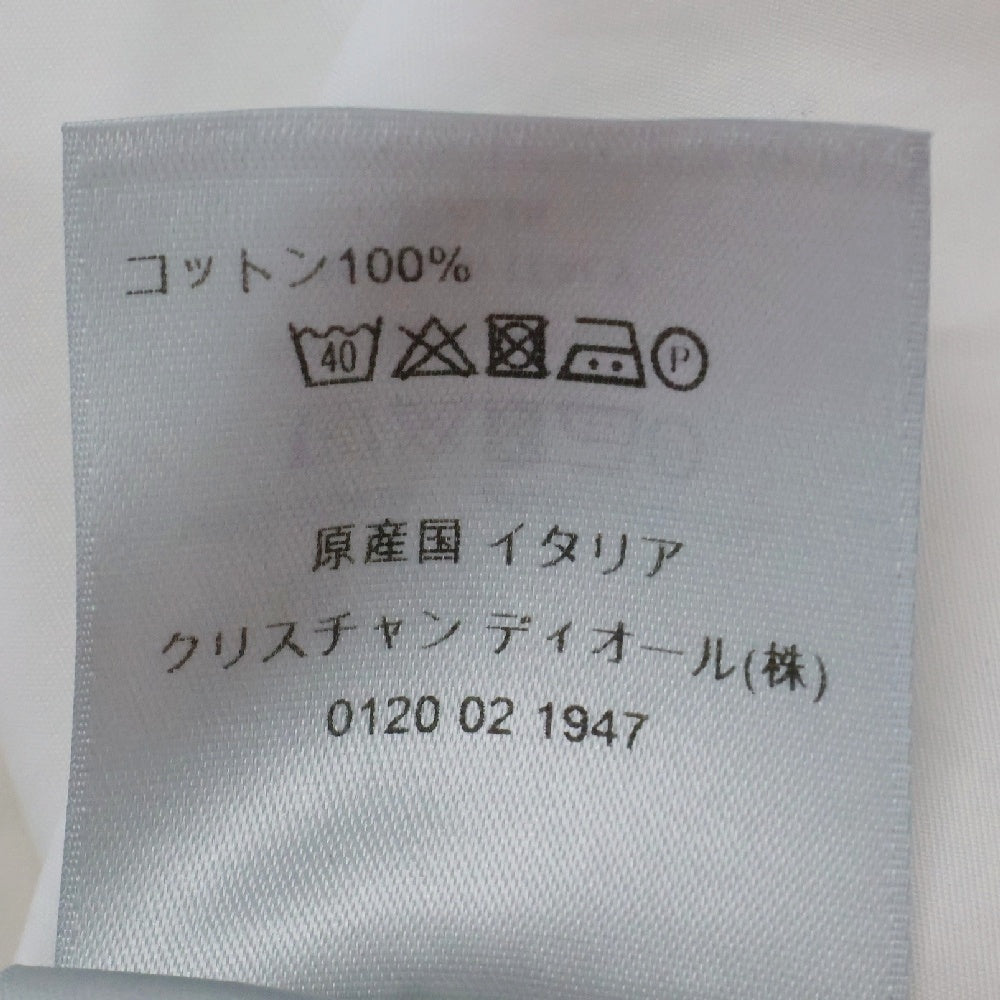 コットン100%
40 P
原産国 イタリア
クリスチャン ディオール(株)
0120 02 1947